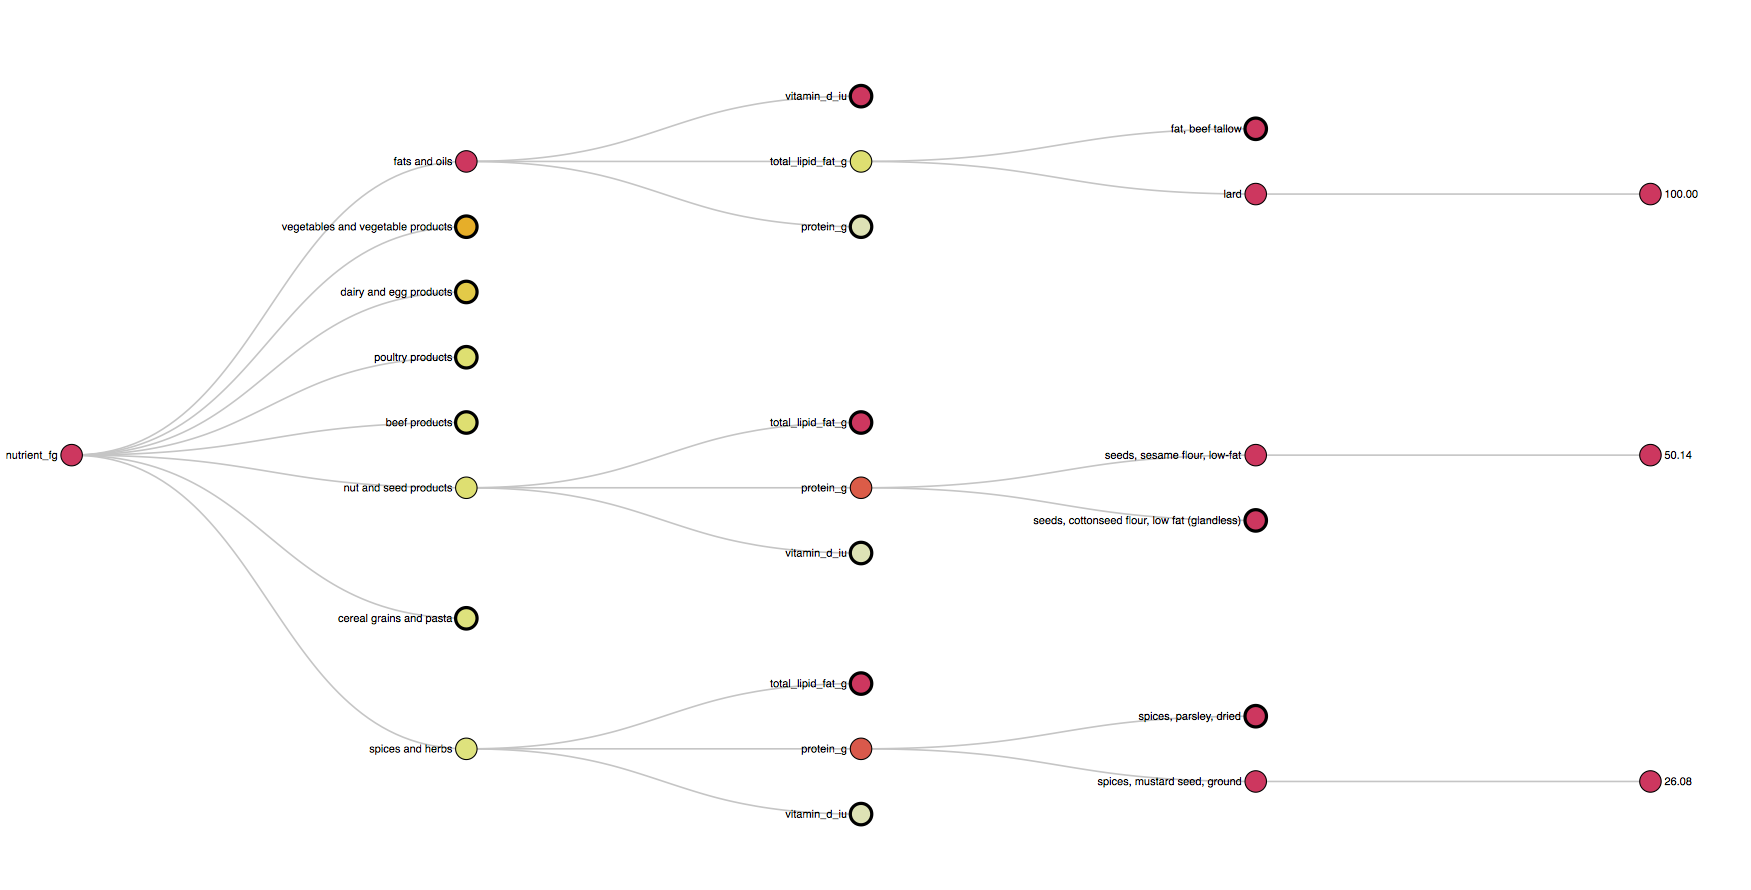 vitamin_d_iu
fat, beef tallow
fats and oils
total_lipid_fat_g
lard
100.00
vegetables and vegetable products
protein_g
dairy and egg products
poultry products
beef products
total_lipid_fat_g
nutrient_fg
seeds, sesame flour, low-fat
50.14
nut and seed products
protein_g
seeds, cottonseed flour, low fat (glandless)
vitamin_d_iu
cereal grains and pasta
total_lipid_fat_g
spices, parsley, dried
spices and herbs
protein_g
spices, mustard seed, ground
26.08
vitamin_d_iu